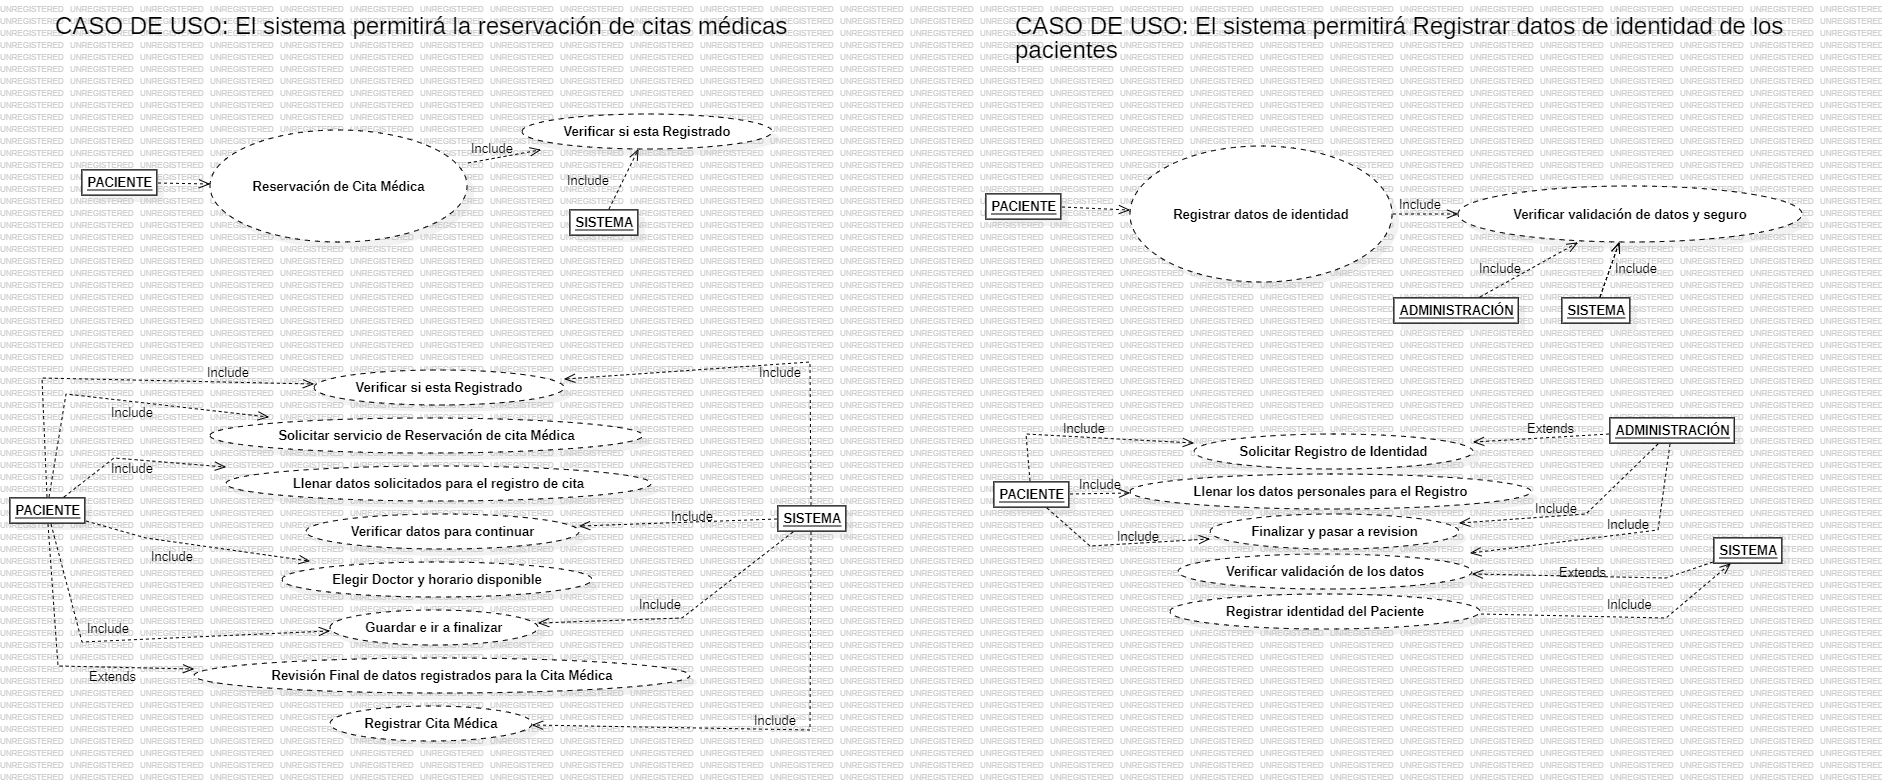 CASO DE USO: El sistema permitirá la reservación de citas médicas
PACIENTE
Reservación de Cita Médica
Include
Verificar si esta Registrado
Include
SISTEMA
Include
Verificar si esta Registrado
Include
Include
Solicitar servicio de Reservación de cita Médica
Include
Llenar datos solicitados para el registro de cita
PACIENTE
Verificar datos para continuar
Include
SISTEMA
Include
Elegir Doctor y horario disponible
Include
Include
Guardar e ir a finalizar
Extends
Revisión Final de datos registrados para la Cita Médica
Registrar Cita Médica
Include
CASO DE USO: El sistema permitirá Registrar datos de identidad de los
pacientes
PACIENTE
Registrar datos de identidad
Include
Verificar validación de datos y seguro
Include
Include
ADMINISTRACIÓN
SISTEMA
Include
Extends
ADMINISTRACIÓN
Solicitar Registro de Identidad
PACIENTE
Include
Llenar los datos personales para el Registro
Include
Include
Finalizar y pasar a revision
Include
SISTEMA
Verificar validación de los datos
Extends
Registrar identidad del Paciente
Inlclude
UNREGISTERED